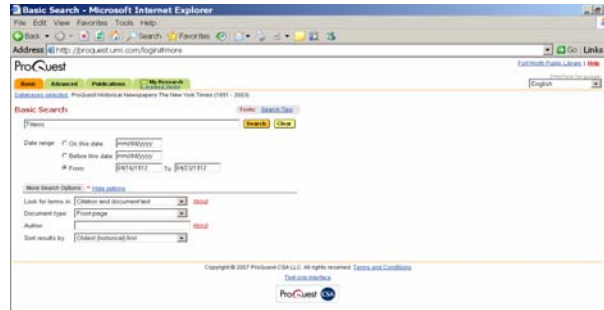 Basic Search - Microsoft Internet Explorer
File Edit View Favorites Tools Help
Back Search Favorites
Address http://proquest.umi.com/login#more Go Links
ProQuest
Fort Worth Public Library | Help
Basic Advanced Publications My Research
Interface language:
English
Databases selected: ProQuest Historical Newspapers The New York Times (1851 - 2003)
Basic Search
Tools: Search Tips
Titanic
Search Clear
Date range: On this date: mm/dd/yyyy
Before this date: mm/dd/yyyy
From: 04/16/1912 To: 04/23/1912
More Search Options Hide options
Look for terms in: Citation and document text About
Document type: Front page
Author: About
Sort results by: Oldest (historical) first
Copyright © 2007 ProQuest-CSA LLC. All rights reserved. Terms and Conditions
Text-only interface
ProQuest CSA